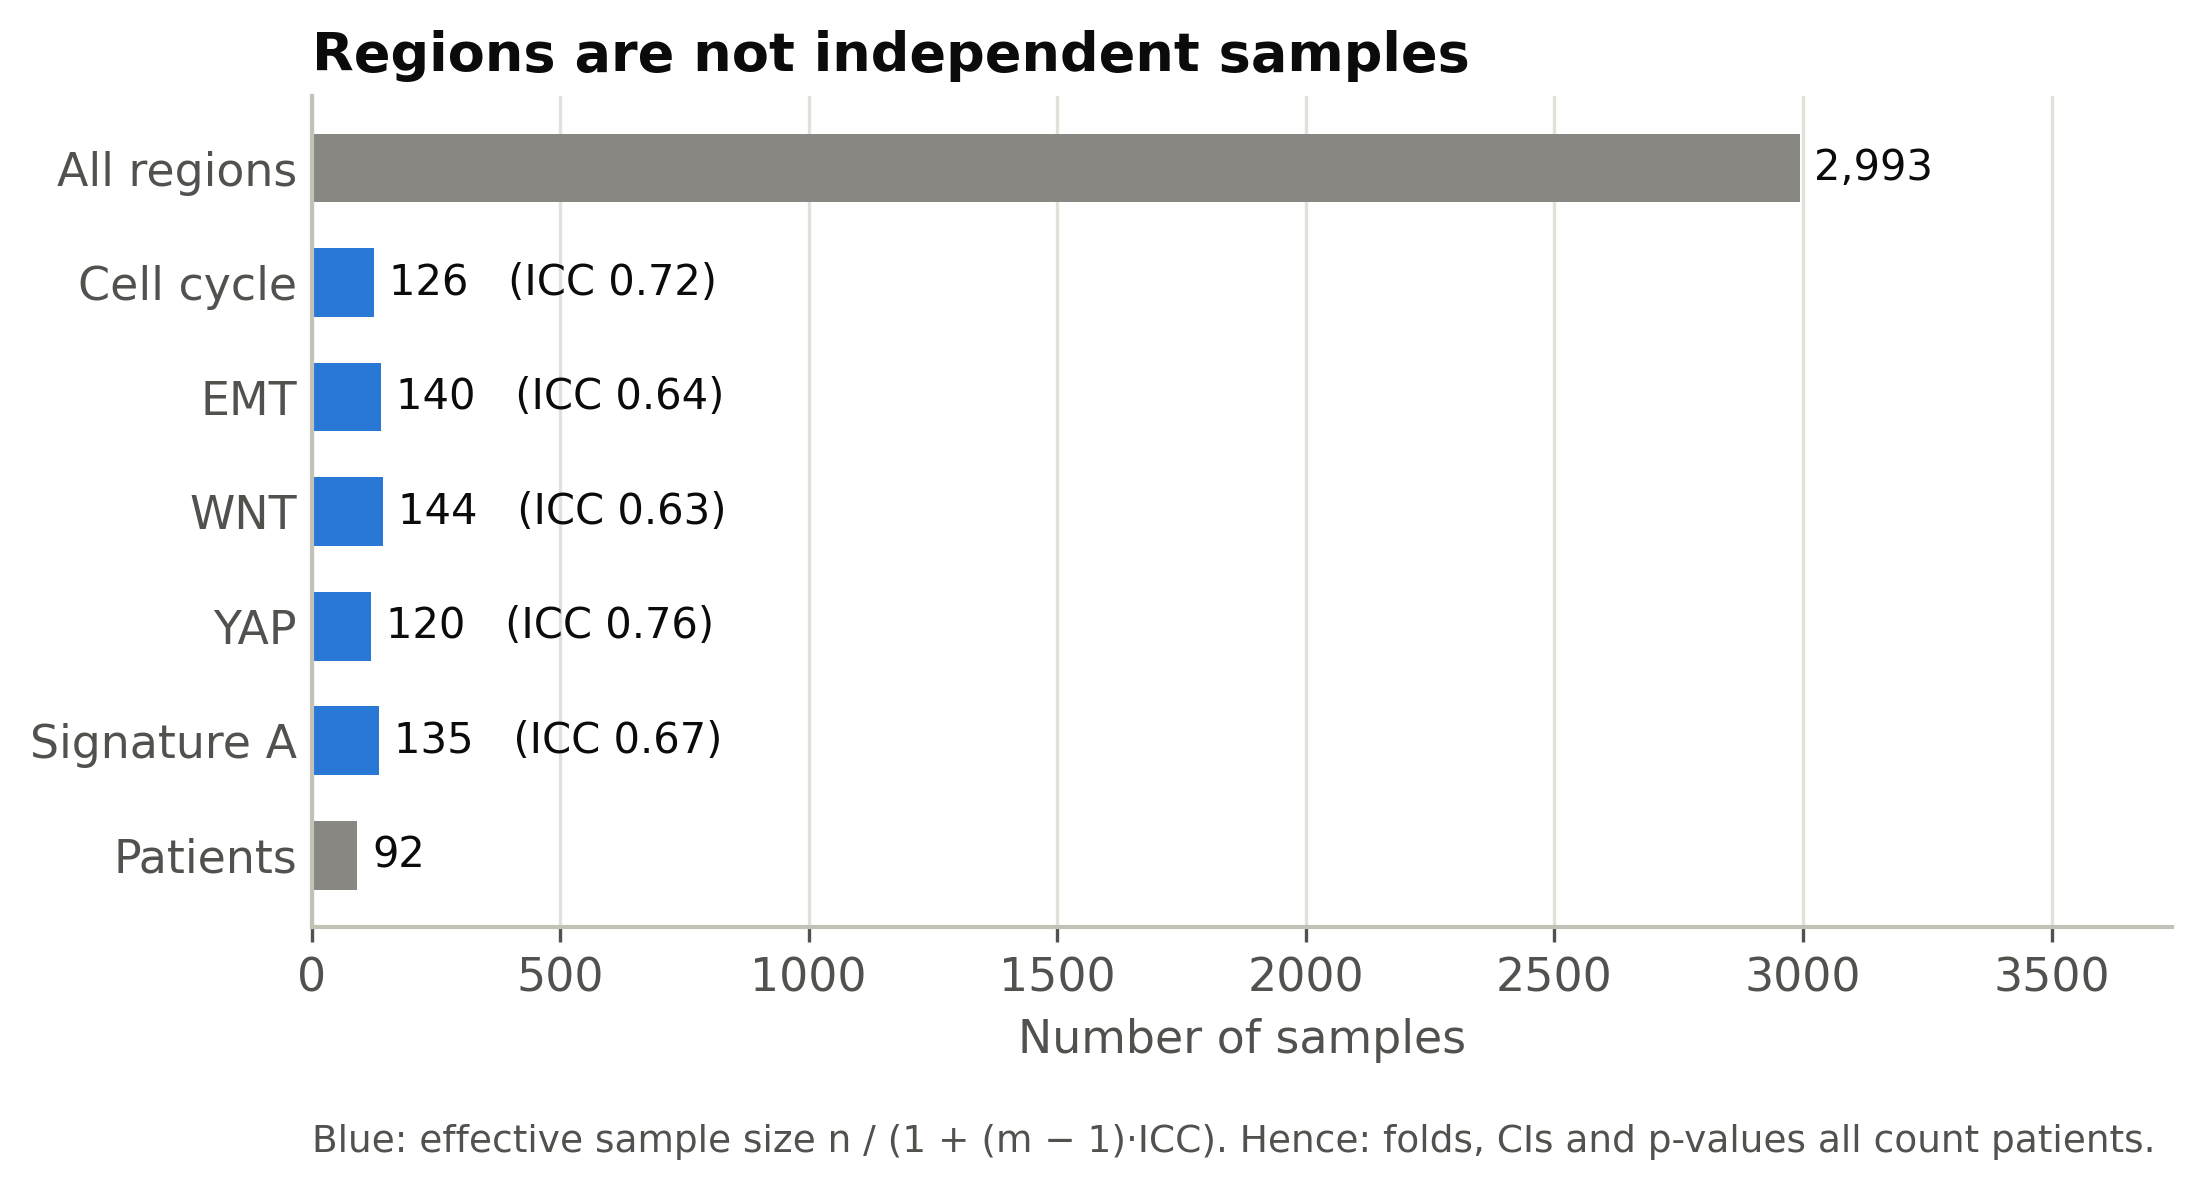 Regions are not independent samples
All regions
2,993
Cell cycle
126 (ICC 0.72)
EMT
140 (ICC 0.64)
WNT
144 (ICC 0.63)
YAP
120 (ICC 0.76)
Signature A
135 (ICC 0.67)
Patients
92
0 500 1000 1500 2000 2500 3000 3500
Number of samples
Blue: effective sample size n / (1 + (m − 1)·ICC). Hence: folds, CIs and p-values all count patients.